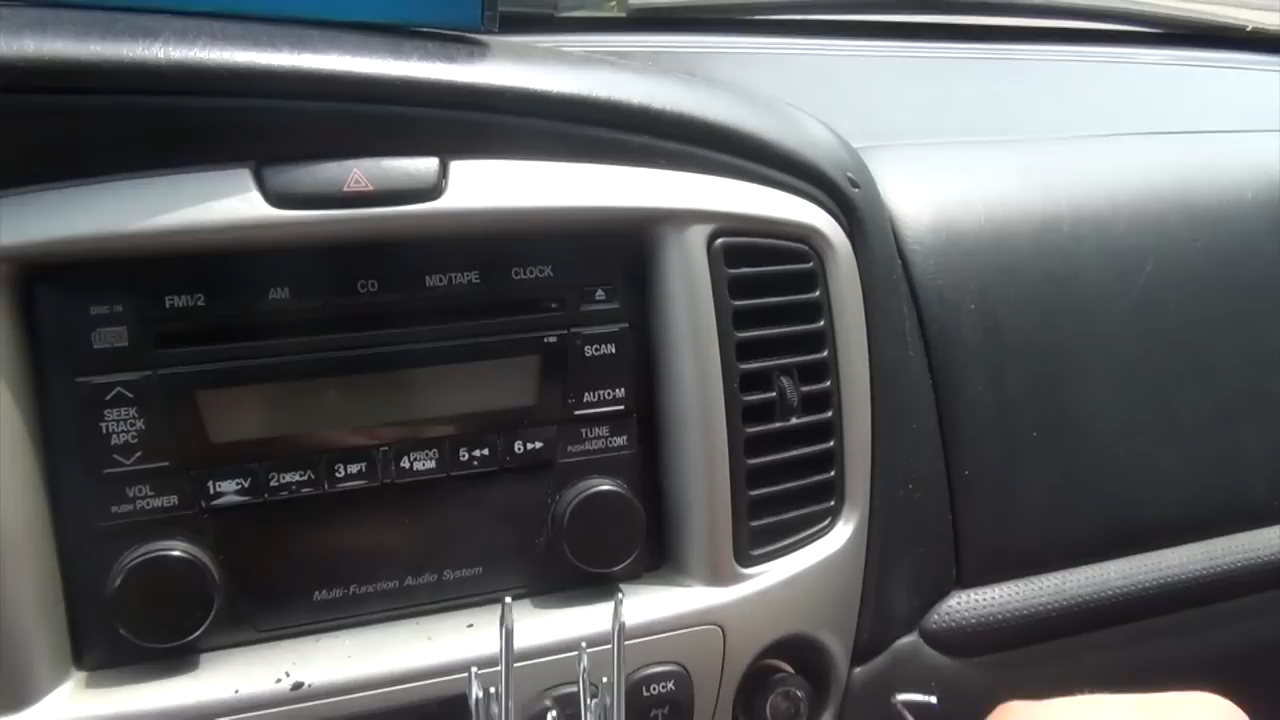 FM1/2 AM CD MD/TAPE CLOCK
DISC IN
SCAN
AUTO-M
SEEK
TRACK
APC
TUNE
PUSH AUDIO CONT.
VOL
PUSH POWER
1 DISC∨ 2 DISC∧ 3 RPT 4 PROG RDM 5 ◄◄ 6 ►►
Multi-Function Audio System
LOCK